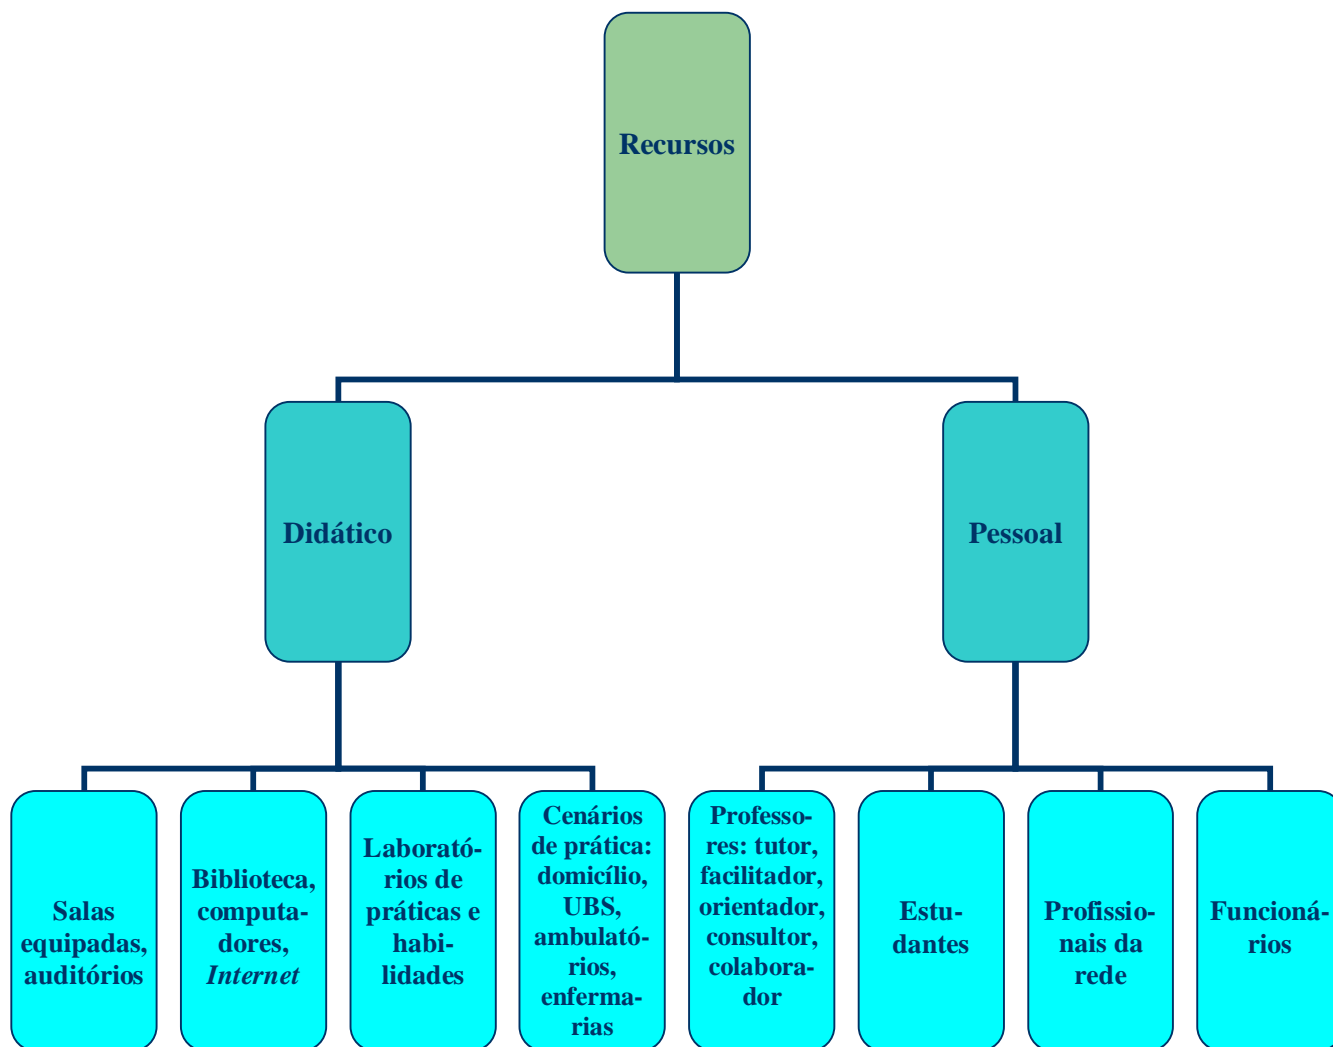 Recursos
Didático
Pessoal
Salas
equipadas,
auditórios
Biblioteca,
computa-
dores,
Internet
Laborató-
rios de
práticas e
habi-
lidades
Cenários
de prática:
domicílio,
UBS,
ambulató-
rios,
enferma-
rias
Professo-
res: tutor,
facilitador,
orientador,
consultor,
colabora-
dor
Estu-
dantes
Profissio-
nais da
rede
Funcioná-
rios